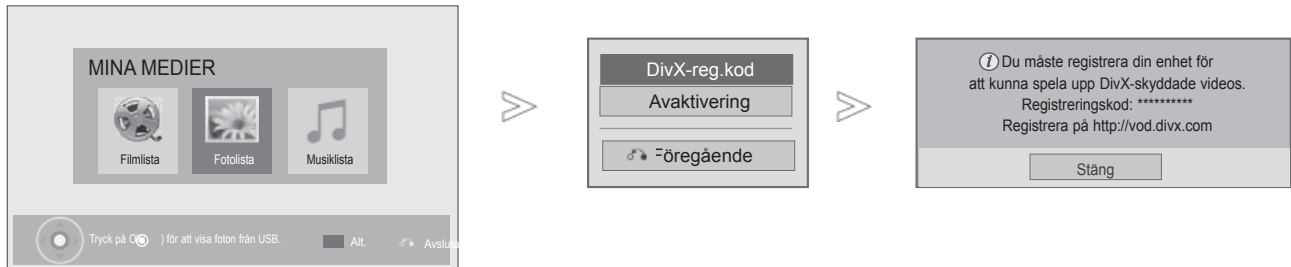 MINA MEDIER
Filmlista
Fotolista
Musiklista
Tryck på OK ) för att visa foton från USB.
Alt.
Avsluta
DivX-reg.kod
Avaktivering
Föregående
Du måste registrera din enhet för
att kunna spela upp DivX-skyddade videos.
Registreringskod: **********
Registrera på http://vod.divx.com
Stäng